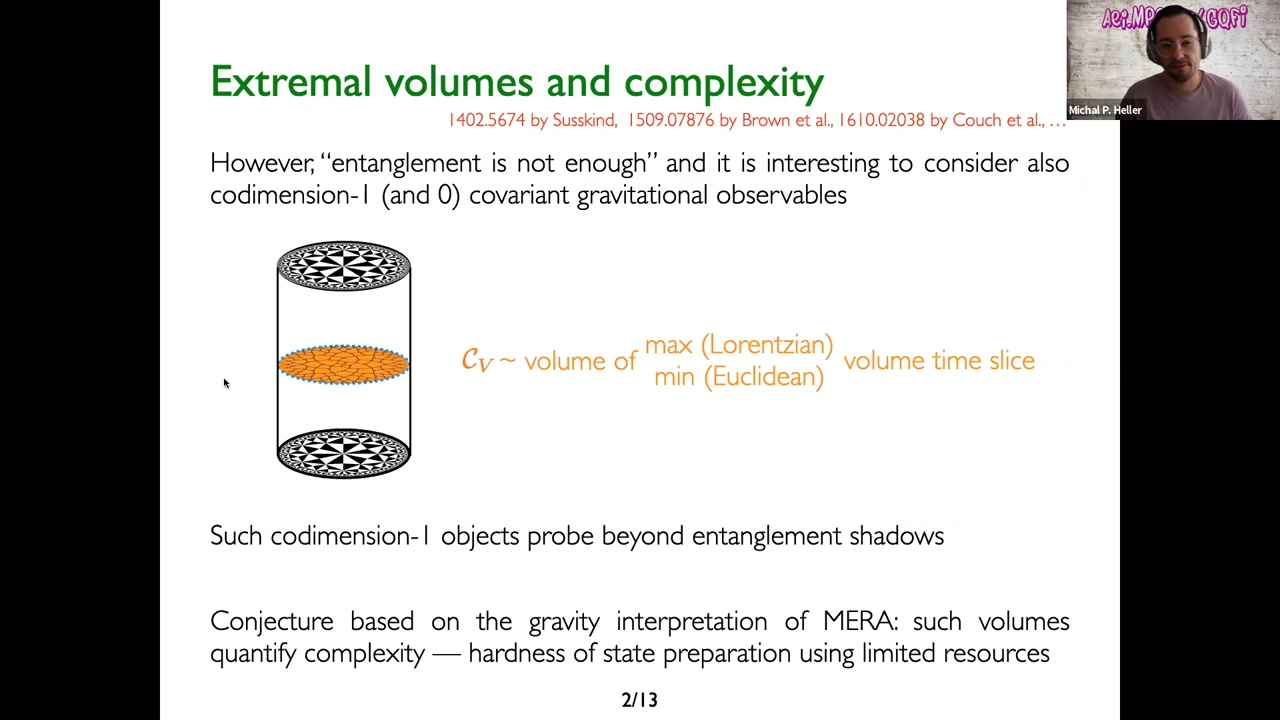 Extremal volumes and complexity
1402.5674 by Susskind, 1509.07876 by Brown et al., 1610.02038 by Couch et al., …
However, “entanglement is not enough” and it is interesting to consider also
codimension-1 (and 0) covariant gravitational observables
𝒞V ~ volume of max (Lorentzian) volume time slice
min (Euclidean)
Such codimension-1 objects probe beyond entanglement shadows
Conjecture based on the gravity interpretation of MERA: such volumes
quantify complexity — hardness of state preparation using limited resources
2/13
Michal P. Heller